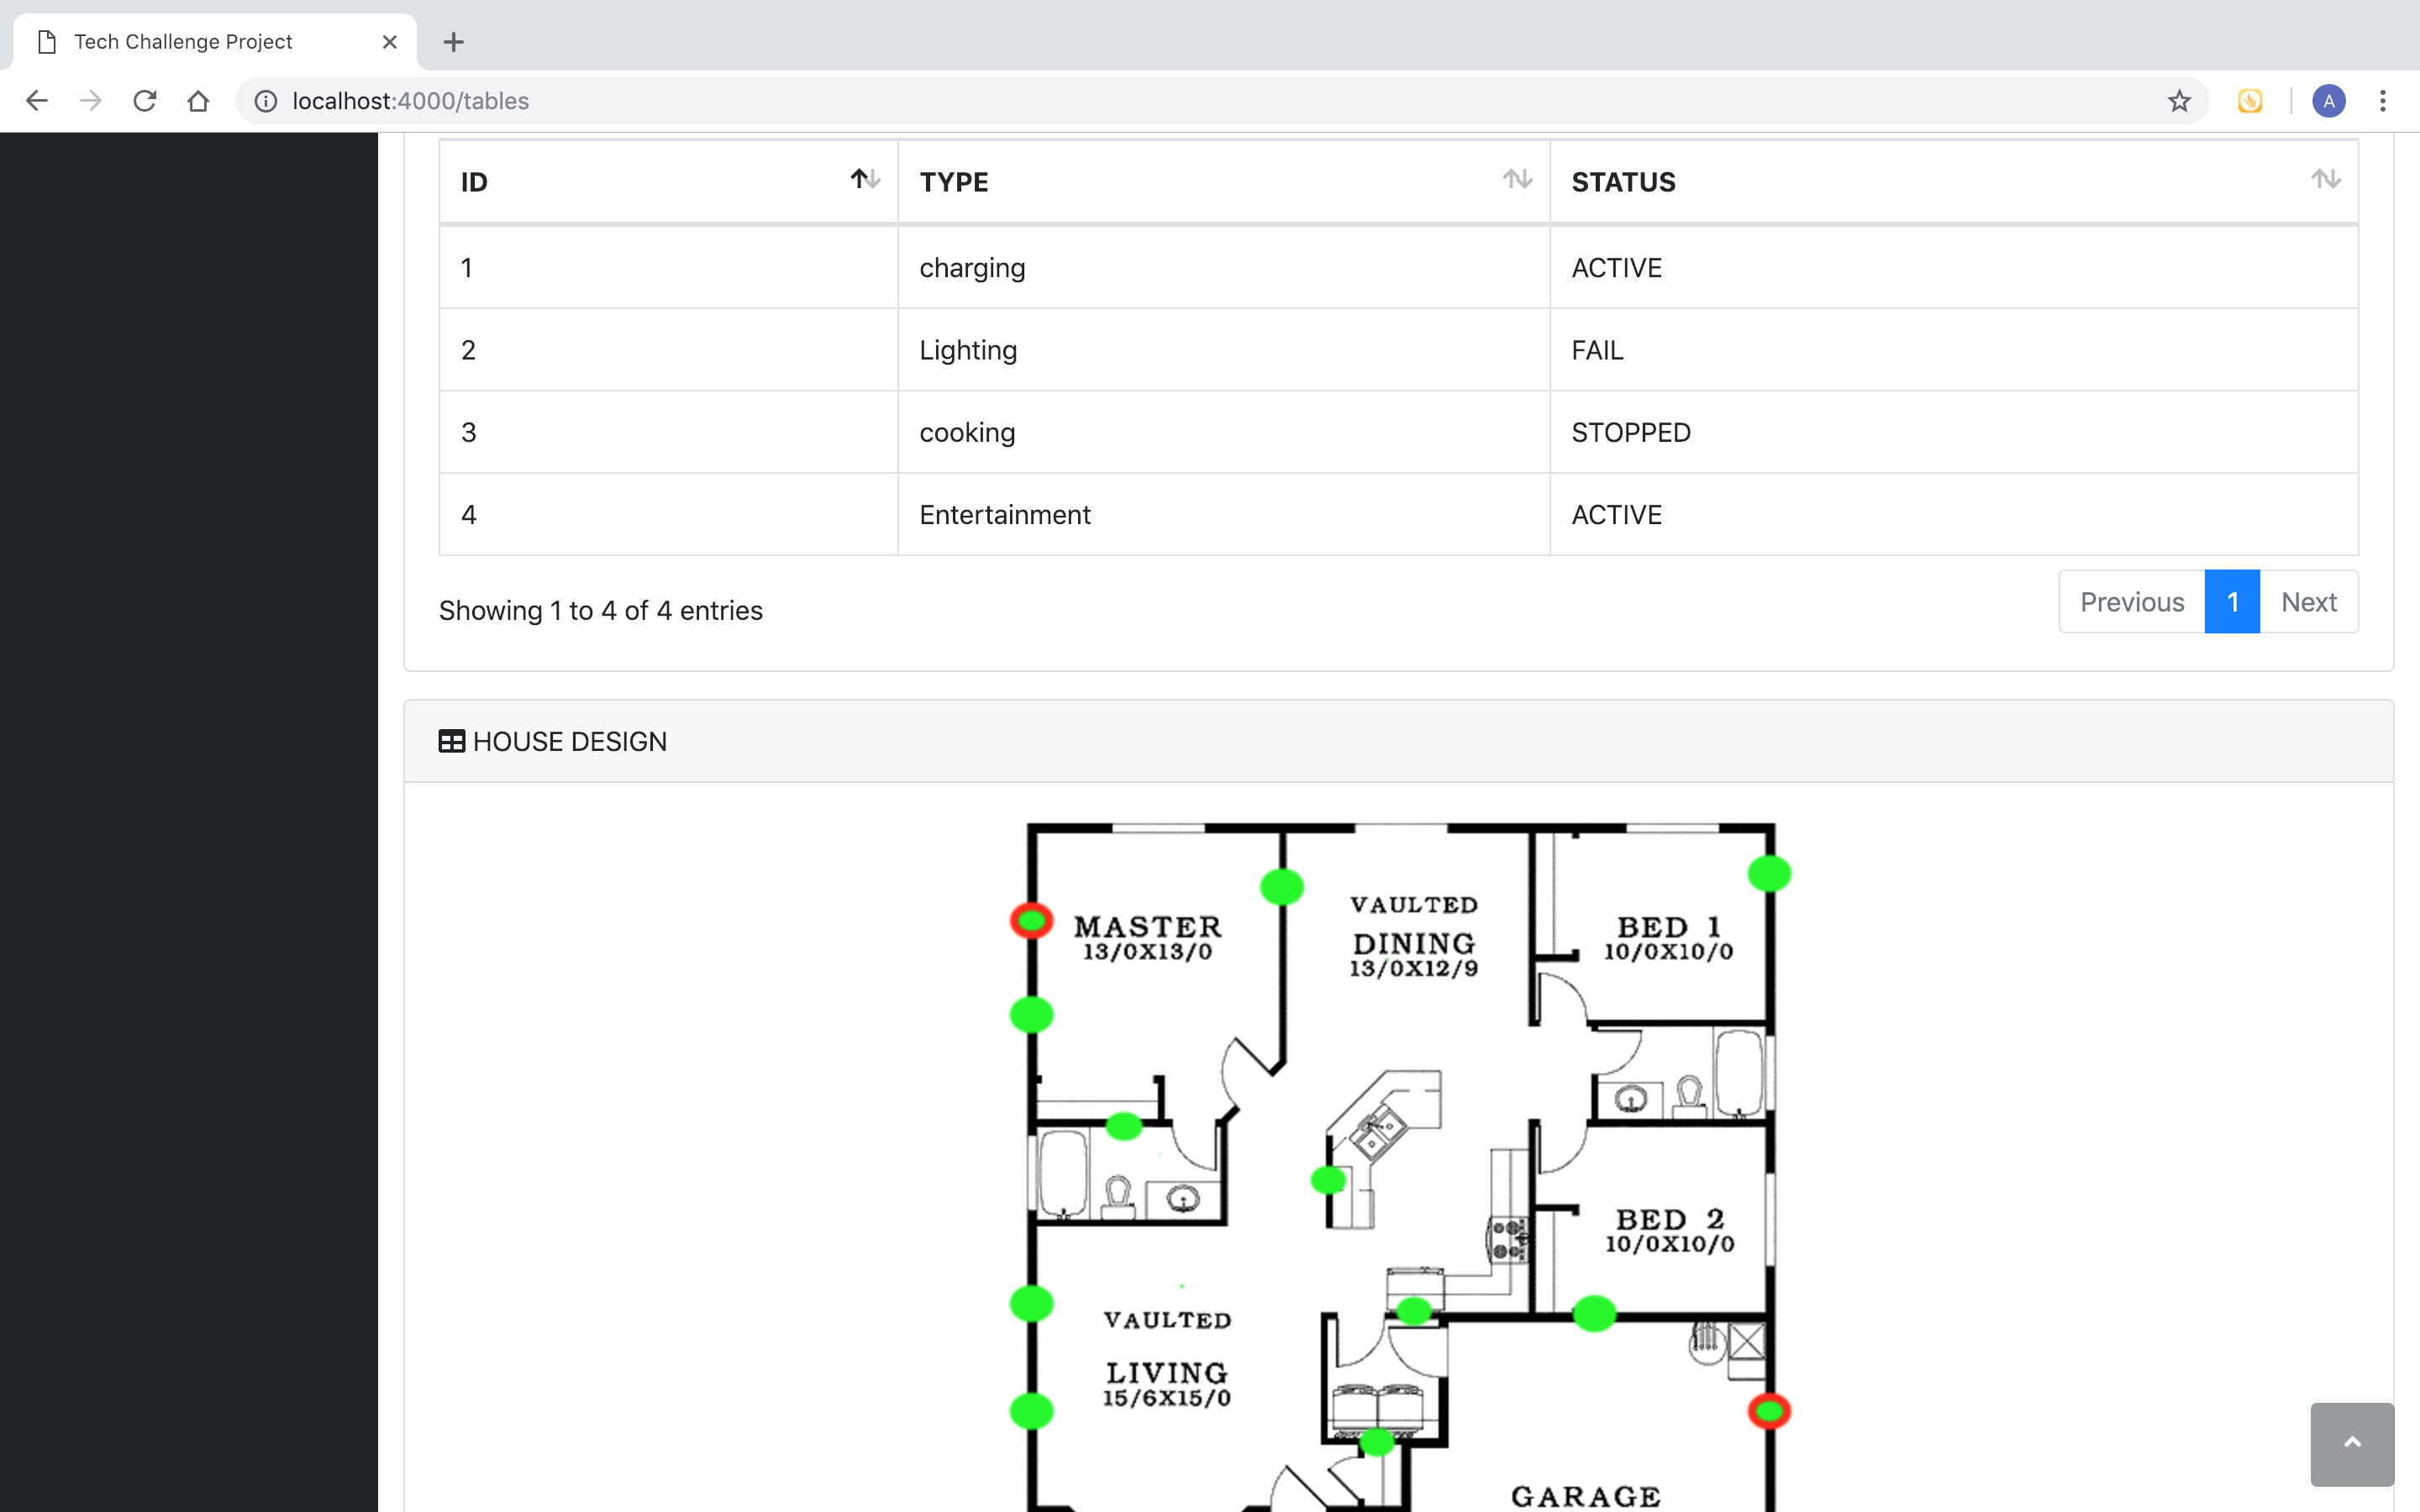 Tech Challenge Project
localhost:4000/tables
A
ID TYPE STATUS
1 charging ACTIVE
2 Lighting FAIL
3 cooking STOPPED
4 Entertainment ACTIVE
Showing 1 to 4 of 4 entries
Previous 1 Next
HOUSE DESIGN
MASTER
13/0X13/0
VAULTED
DINING
13/0X12/9
BED 1
10/0X10/0
BED 2
10/0X10/0
VAULTED
LIVING
15/6X15/0
GARAGE